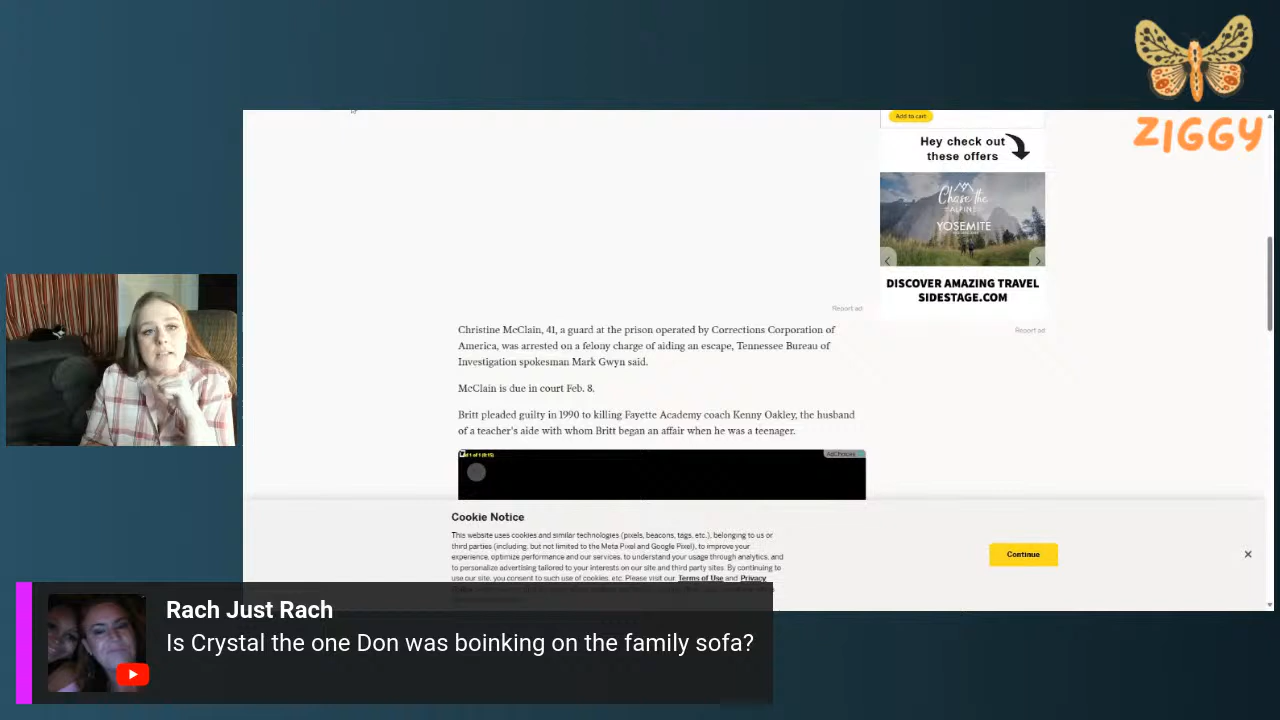 ZIGGY
Add to cart
Hey check out
these offers
Chase the
ALPINE
YOSEMITE
DISCOVER AMAZING TRAVEL
SIDESTAGE.COM
Report ad
Report ad
Christine McClain, 41, a guard at the prison operated by Corrections Corporation of
America, was arrested on a felony charge of aiding an escape, Tennessee Bureau of
Investigation spokesman Mark Gwyn said.
McClain is due in court Feb. 8.
Britt pleaded guilty in 1990 to killing Fayette Academy coach Kenny Oakley, the husband
of a teacher's aide with whom Britt began an affair when he was a teenager.
AdChoices
Cookie Notice
This website uses cookies and similar technologies (pixels, beacons, tags, etc.), belonging to us or
third parties (including, but not limited to the Meta Pixel and Google Pixel), to improve your
experience, optimize performance and our services, to understand your usage through analytics, and
to personalize advertising tailored to your interests on our site and third party sites. By continuing to
use our site, you consent to such use of cookies, etc. Please visit our Terms of Use and Privacy
Continue
Rach Just Rach
Is Crystal the one Don was boinking on the family sofa?